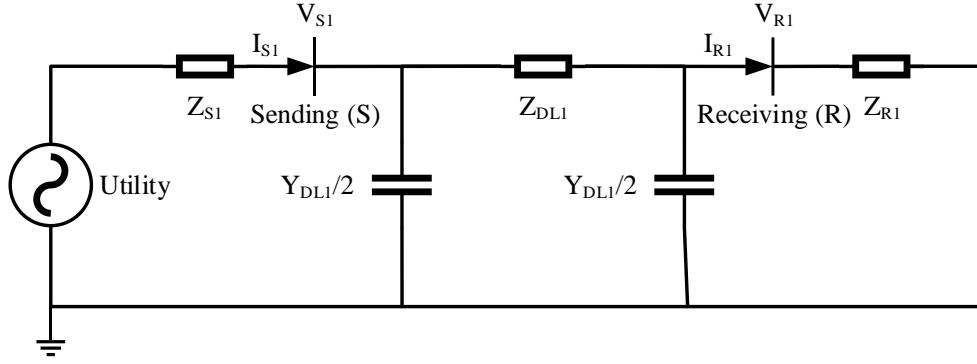 V_S1
V_R1
I_S1
I_R1
Z_S1
Sending (S)
Z_DL1
Receiving (R)
Z_R1
Utility
Y_DL1/2
Y_DL1/2